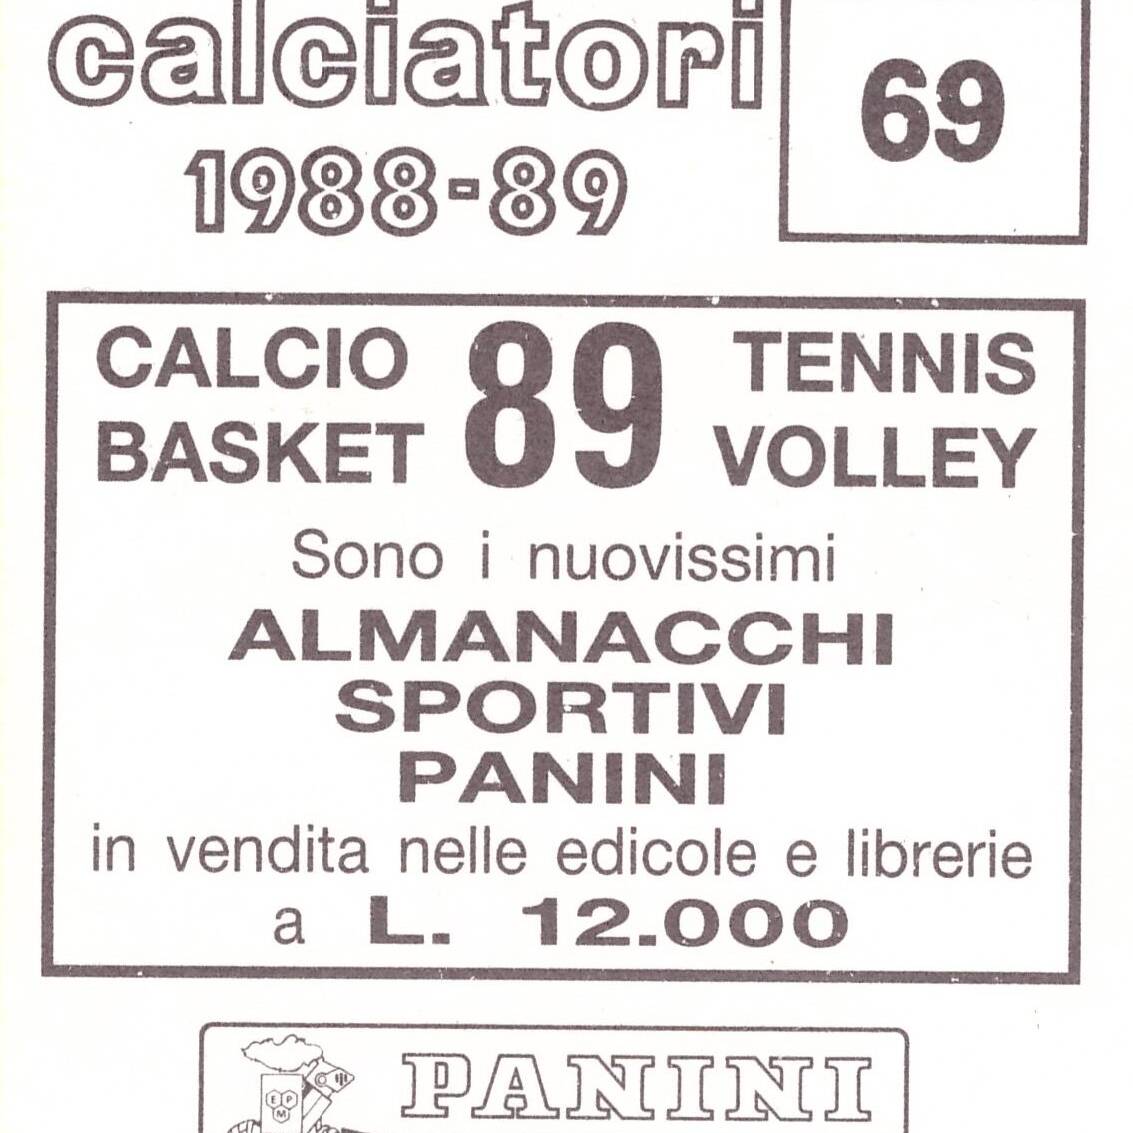 calciatori
1988-89
69
CALCIO 89 TENNIS
BASKET VOLLEY
Sono i nuovissimi
ALMANACCHI
SPORTIVI
PANINI
in vendita nelle edicole e librerie
a L. 12.000
PANINI
E P
M